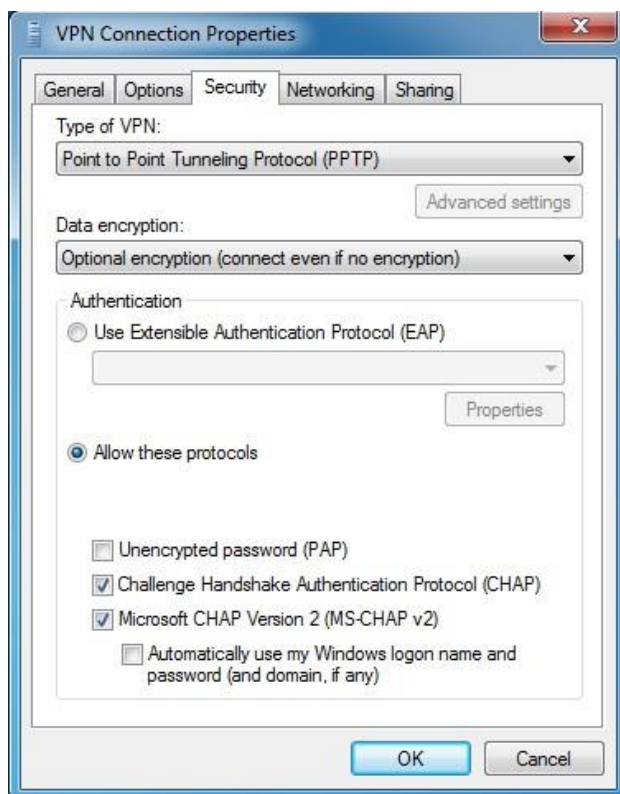 VPN Connection Properties
General Options Security Networking Sharing
Type of VPN:
Point to Point Tunneling Protocol (PPTP)
Advanced settings
Data encryption:
Optional encryption (connect even if no encryption)
Authentication
Use Extensible Authentication Protocol (EAP)
Properties
Allow these protocols
Unencrypted password (PAP)
Challenge Handshake Authentication Protocol (CHAP)
Microsoft CHAP Version 2 (MS-CHAP v2)
Automatically use my Windows logon name and
password (and domain, if any)
OK Cancel